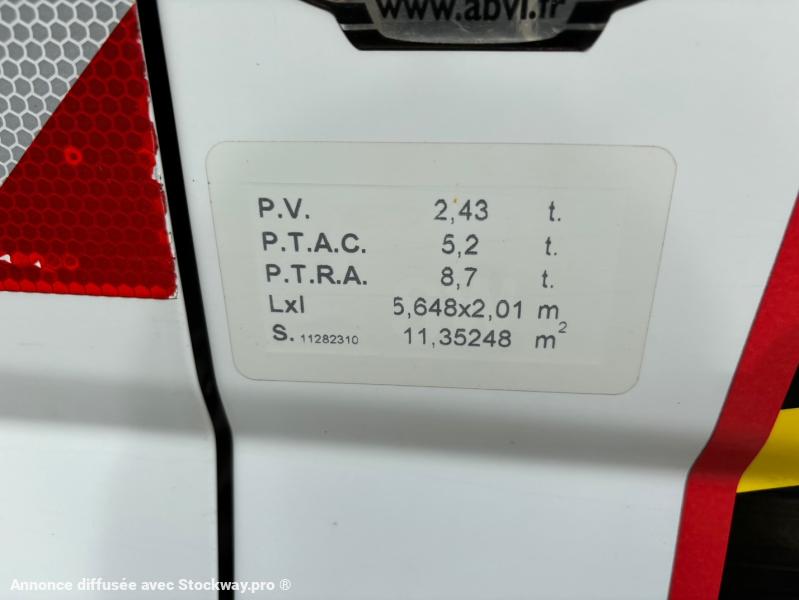 www.abvl.fr
P.V. 2,43 t.
P.T.A.C. 5,2 t.
P.T.R.A. 8,7 t.
Lxl 5,648x2,01 m
S. 11282310 11,35248 m²
Annonce diffusée avec Stockway.pro ®